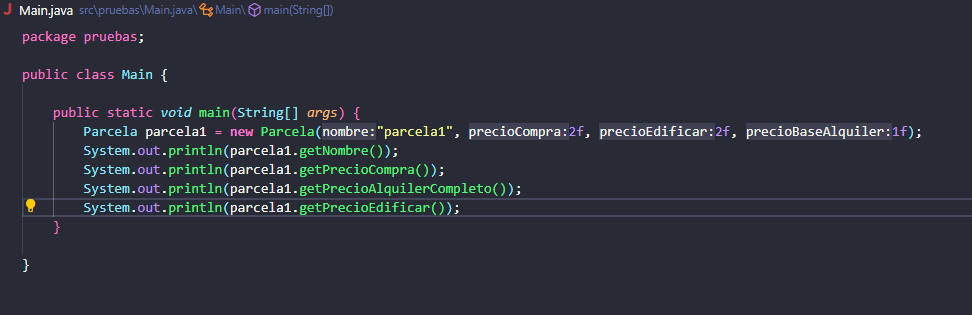 J Main.java src\pruebas\Main.java\Main\main(String[])
package pruebas;
public class Main {
public static void main(String[] args) {
Parcela parcela1 = new Parcela(nombre:"parcela1", precioCompra:2f, precioEdificar:2f, precioBaseAlquiler:1f);
System.out.println(parcela1.getNombre());
System.out.println(parcela1.getPrecioCompra());
System.out.println(parcela1.getPrecioAlquilerCompleto());
System.out.println(parcela1.getPrecioEdificar());
}
}